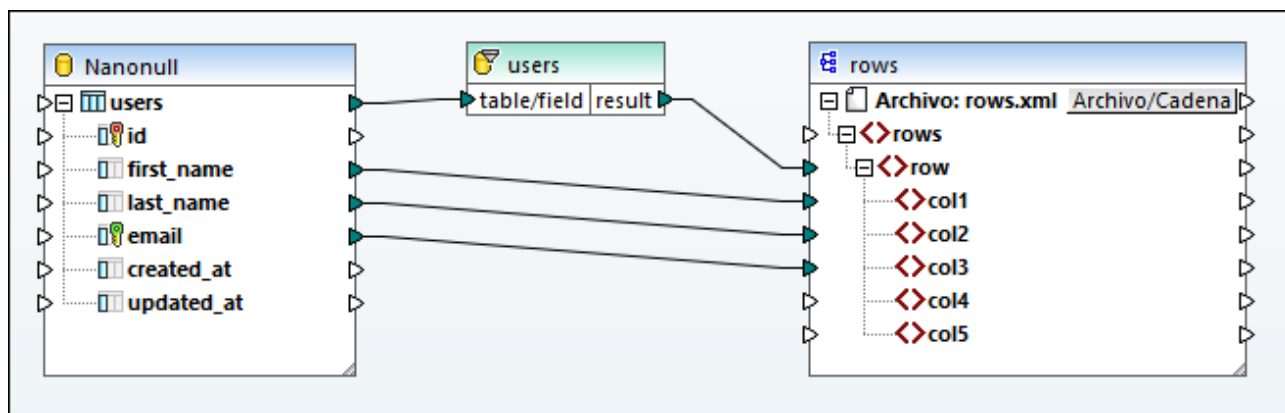 Nanonull
users
id
first_name
last_name
email
created_at
updated_at
users
table/field result
rows
Archivo: rows.xml Archivo/Cadena
rows
row
col1
col2
col3
col4
col5